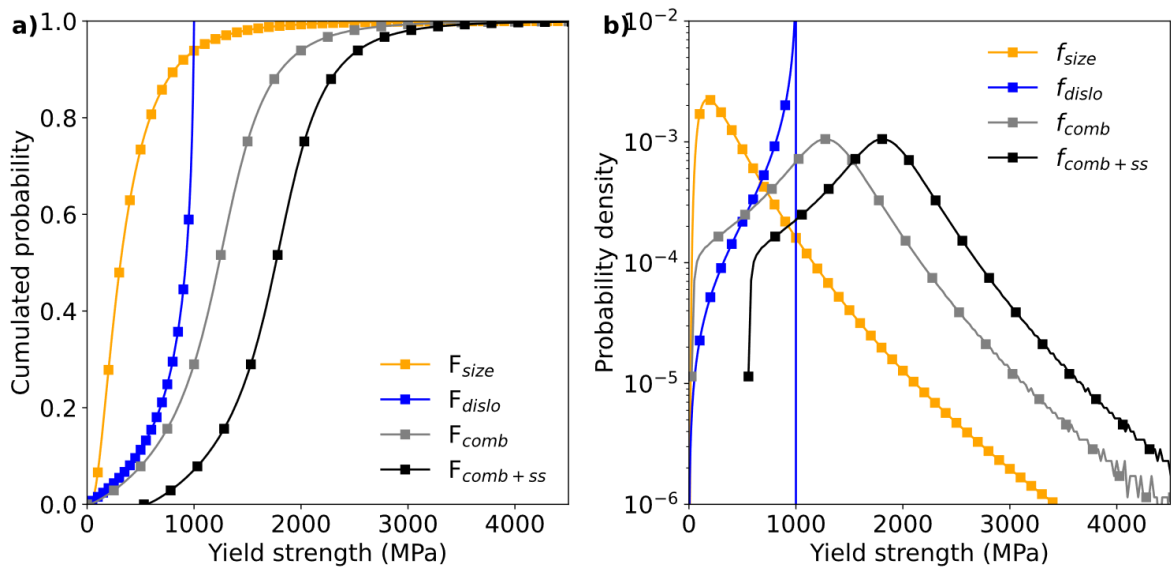 a)
Cumulated probability
1.0
0.8
0.6
0.4
0.2
0.0
F_size
F_dislo
F_comb
F_comb+ss
0 1000 2000 3000 4000
Yield strength (MPa)
b)
Probability density
10^-2
10^-3
10^-4
10^-5
10^-6
f_size
f_dislo
f_comb
f_comb+ss
0 1000 2000 3000 4000
Yield strength (MPa)